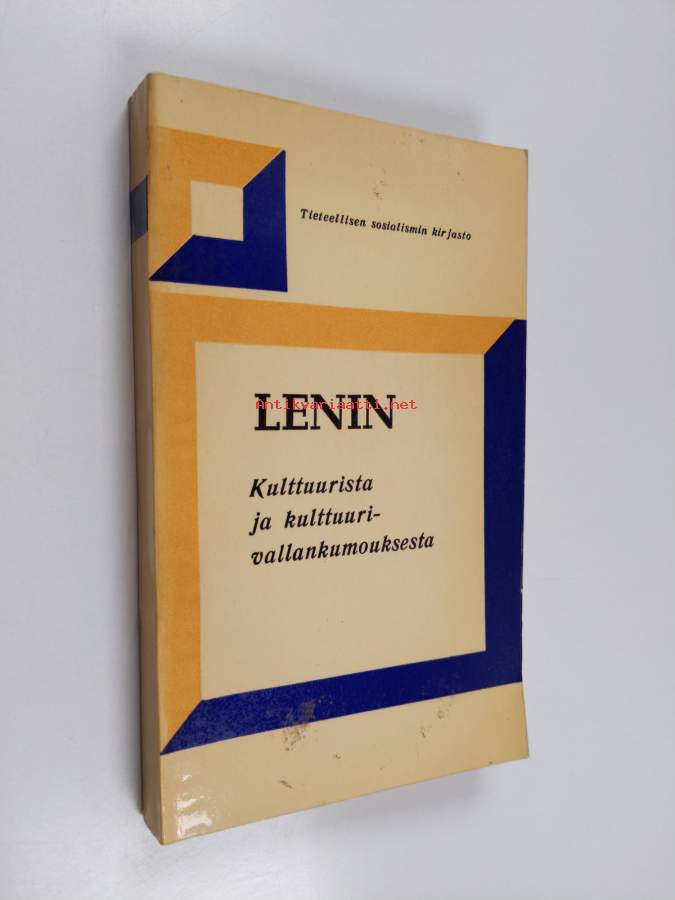 Tieteellisen sosialismin kirjasto
LENIN
Antikvariaatti.net
Kulttuurista
ja kulttuuri-
vallankumouksesta